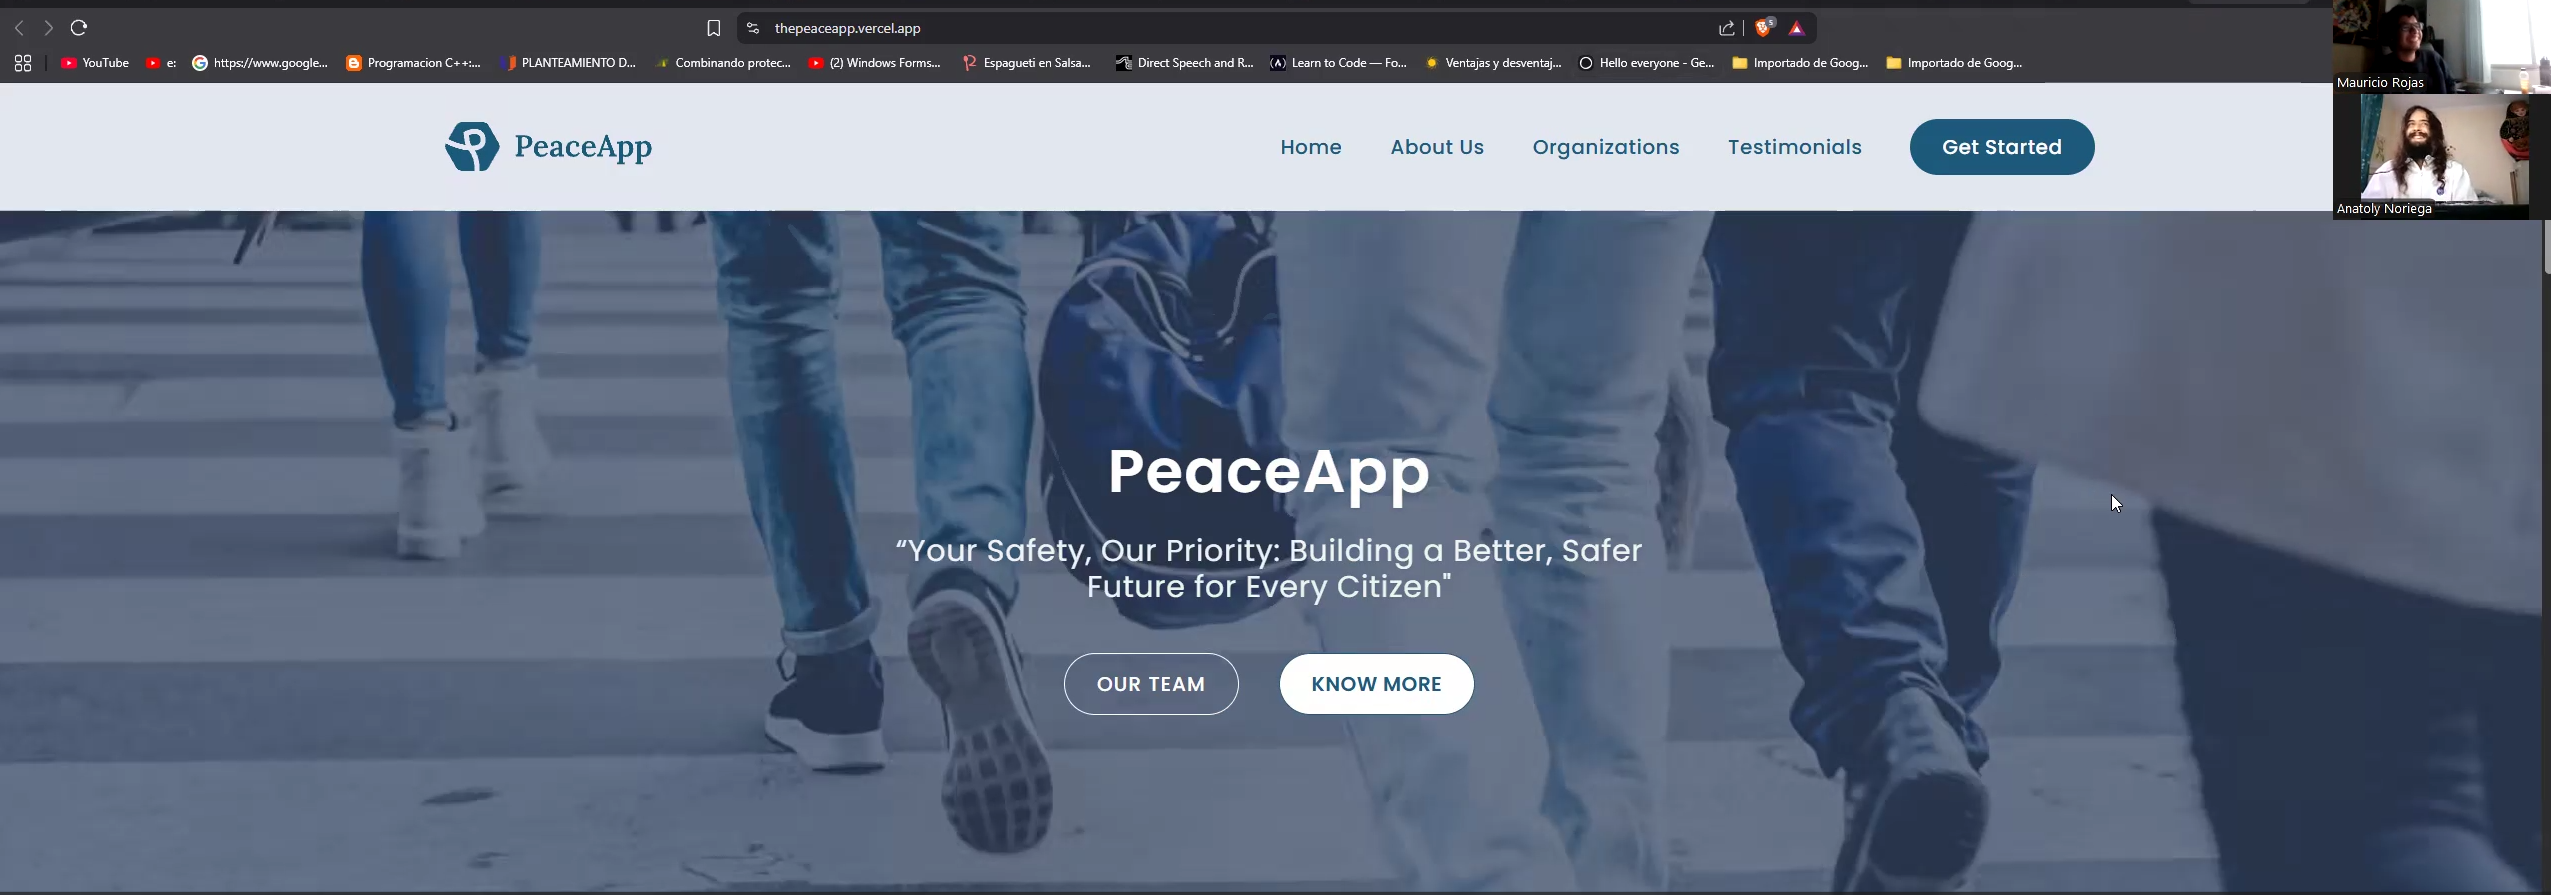 thepeaceapp.vercel.app
5
YouTube
e:
https://www.google...
Programacion C++:...
PLANTEAMIENTO D...
Combinando protec...
(2) Windows Forms...
Espagueti en Salsa...
Direct Speech and R...
Learn to Code — Fo...
Ventajas y desventaj...
Hello everyone - Ge...
Importado de Goog...
Importado de Goog...
Mauricio Rojas
PeaceApp
Home
About Us
Organizations
Testimonials
Get Started
Anatoly Noriega
PeaceApp
“Your Safety, Our Priority: Building a Better, Safer
Future for Every Citizen"
OUR TEAM
KNOW MORE